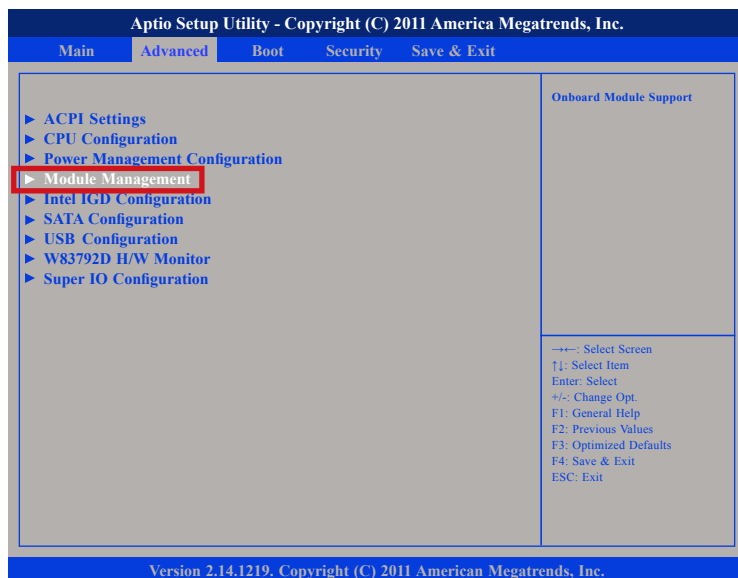 Aptio Setup Utility - Copyright (C) 2011 America Megatrends, Inc.
Main Advanced Boot Security Save & Exit
► ACPI Settings
► CPU Configuration
► Power Management Configuration
► Module Management
► Intel IGD Configuration
► SATA Configuration
► USB Configuration
► W83792D H/W Monitor
► Super IO Configuration
Onboard Module Support
→←: Select Screen
↑↓: Select Item
Enter: Select
+/-: Change Opt.
F1: General Help
F2: Previous Values
F3: Optimized Defaults
F4: Save & Exit
ESC: Exit
Version 2.14.1219. Copyright (C) 2011 American Megatrends, Inc.